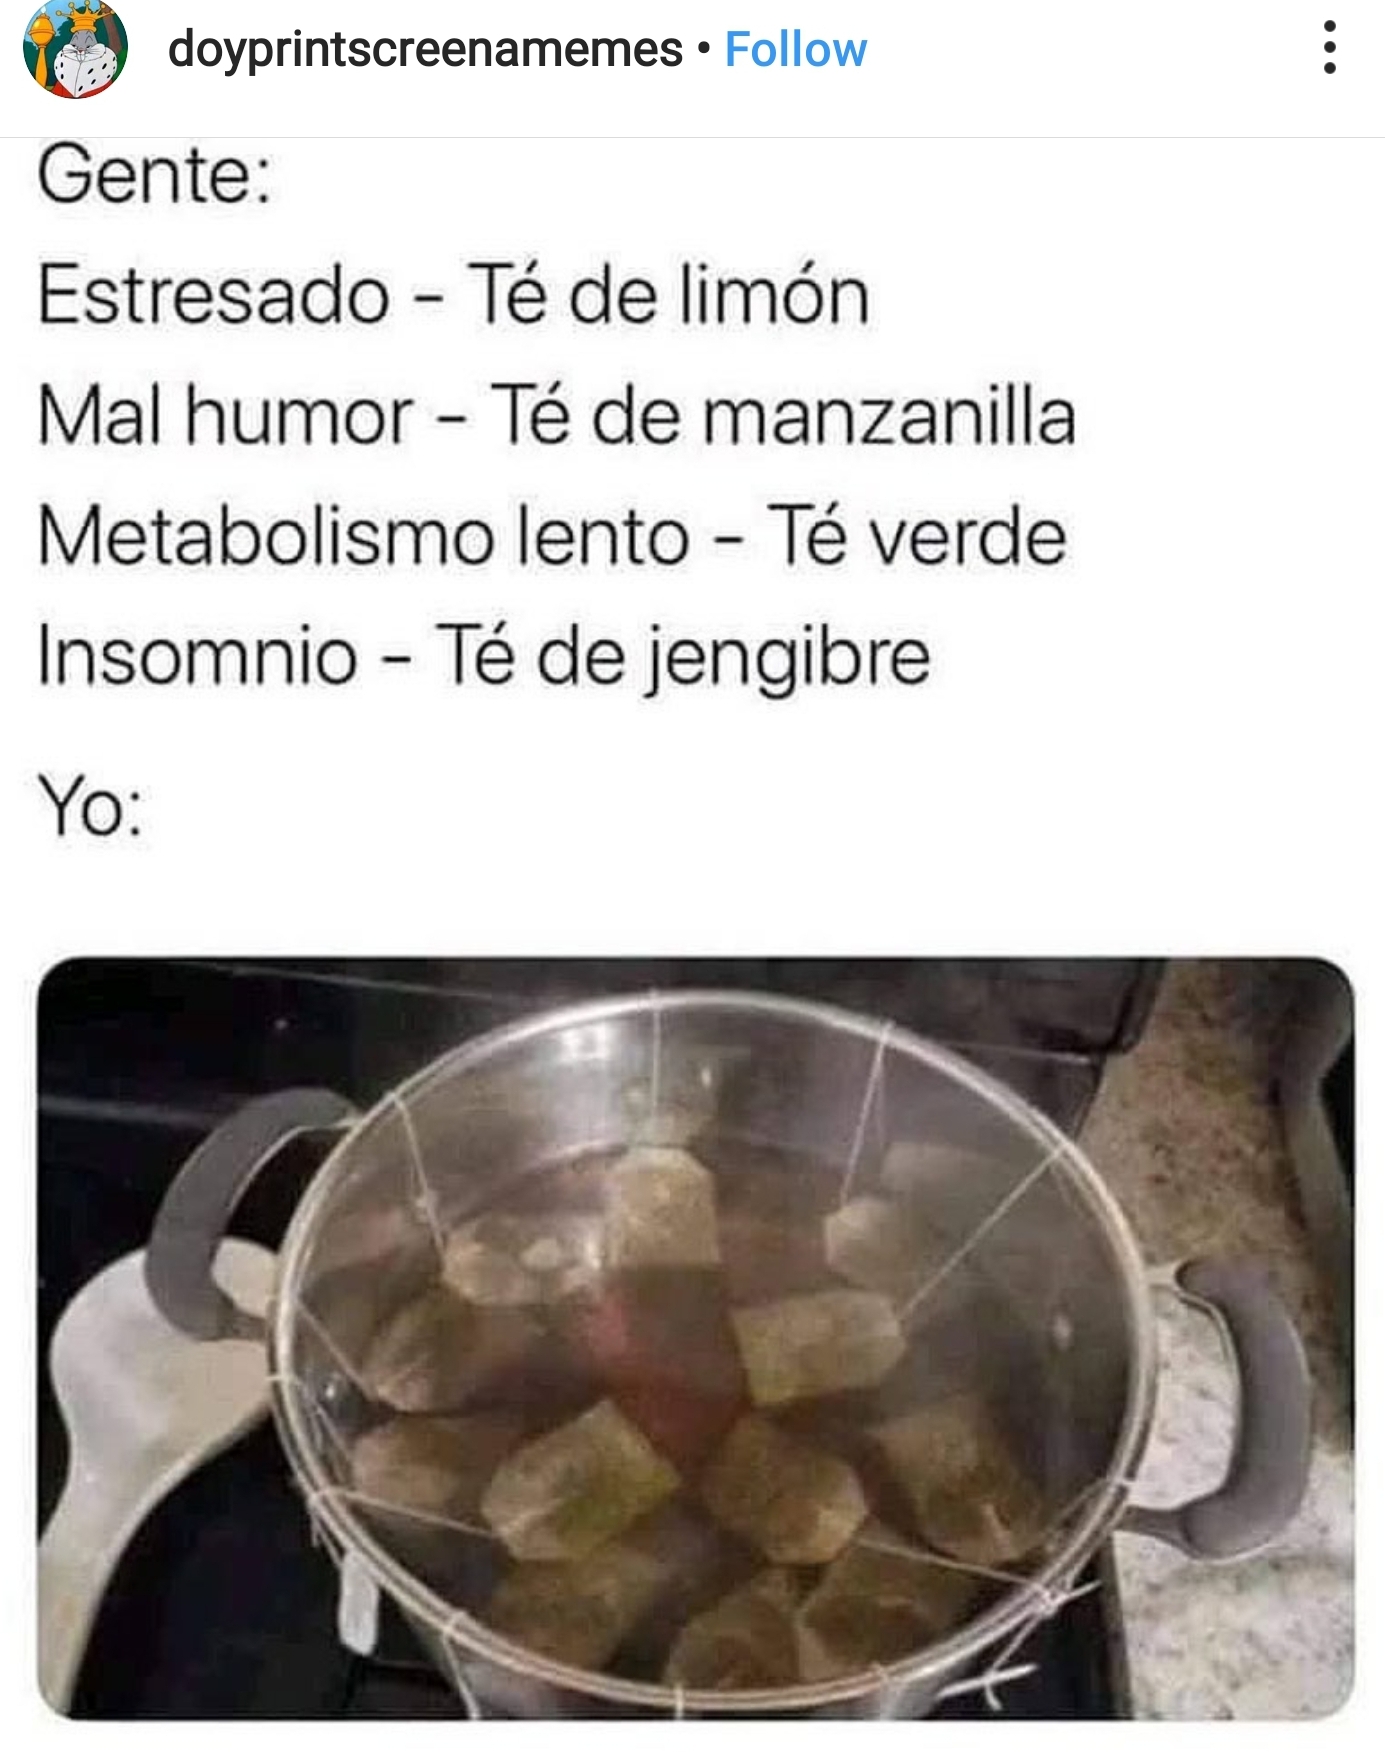 doyprintscreenamemes • Follow
Gente:
Estresado - Té de limón
Mal humor - Té de manzanilla
Metabolismo lento - Té verde
Insomnio - Té de jengibre
Yo: